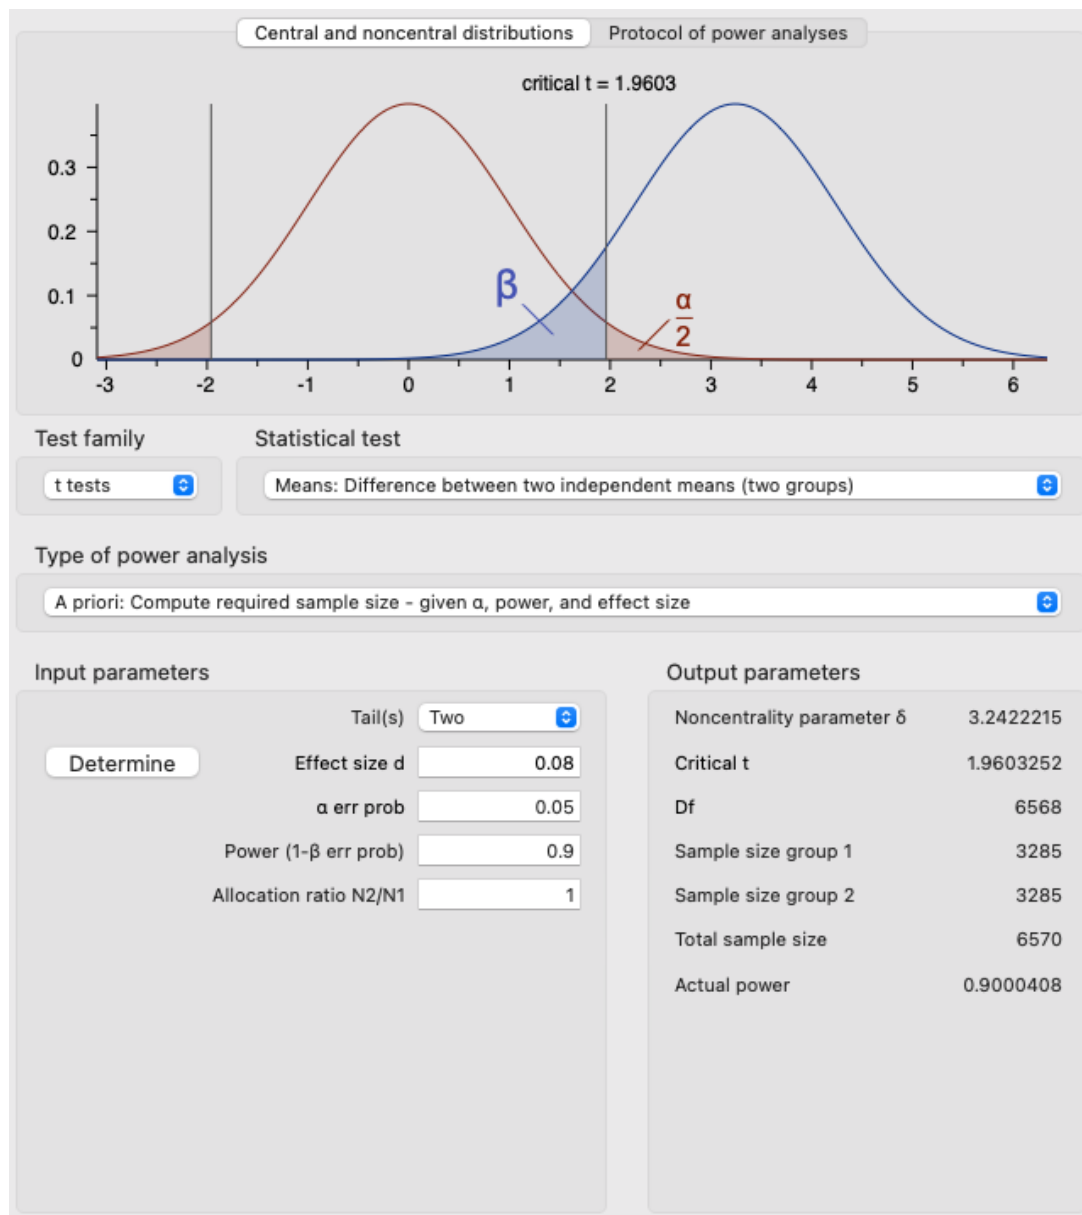 Central and noncentral distributions Protocol of power analyses
critical t = 1.9603
0.3
0.2
0.1
0
β
α
2
-3 -2 -1 0 1 2 3 4 5 6
Test family Statistical test
t tests Means: Difference between two independent means (two groups)
Type of power analysis
A priori: Compute required sample size - given α, power, and effect size
Input parameters Output parameters
Tail(s) Two Noncentrality parameter δ 3.2422215
Determine Effect size d 0.08 Critical t 1.9603252
α err prob 0.05 Df 6568
Power (1-β err prob) 0.9 Sample size group 1 3285
Allocation ratio N2/N1 1 Sample size group 2 3285
Total sample size 6570
Actual power 0.9000408